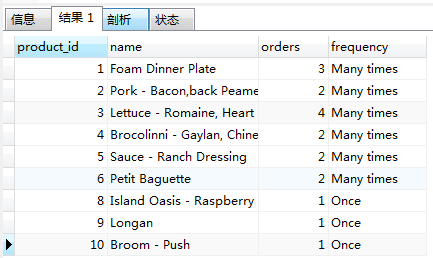 信息 结果 1 剖析 状态
product_id name orders frequency
1 Foam Dinner Plate 3 Many times
2 Pork - Bacon,back Peame 2 Many times
3 Lettuce - Romaine, Heart 4 Many times
4 Brocolinni - Gaylan, Chine 2 Many times
5 Sauce - Ranch Dressing 2 Many times
6 Petit Baguette 2 Many times
8 Island Oasis - Raspberry 1 Once
9 Longan 1 Once
10 Broom - Push 1 Once